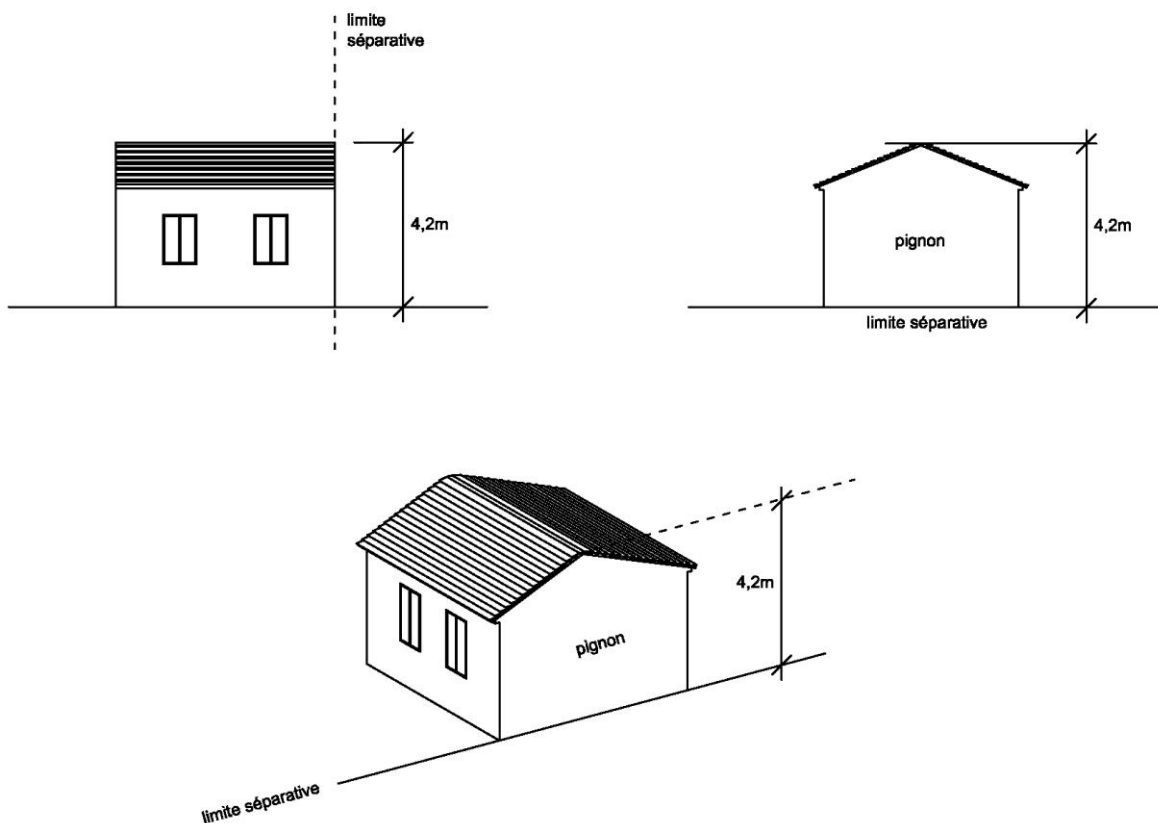 limite
séparative
4,2m
pignon
4,2m
limite séparative
4,2m
pignon
limite séparative